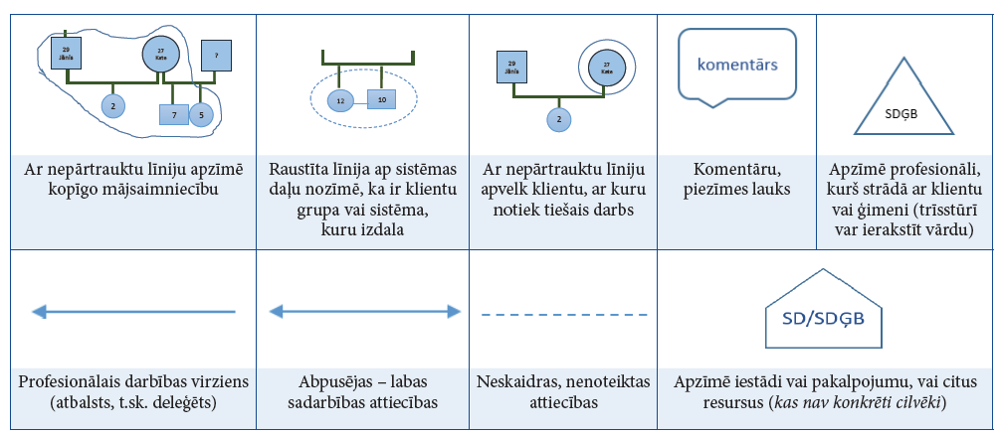 29
Jānis
27
Kate
?
2
7
5
12
10
29
Jānis
27
Kate
2
komentārs
SDĢB
Ar nepārtrauktu līniju apzīmē
kopīgo mājsaimniecību
Raustīta līnija ap sistēmas
daļu nozīmē, ka ir klientu
grupa vai sistēma,
kuru izdala
Ar nepārtrauktu līniju
apvelk klientu, ar kuru
notiek tiešais darbs
Komentāru,
piezīmes lauks
Apzīmē profesionāli,
kurš strādā ar klientu
vai ģimeni (trīsstūrī
var ierakstīt vārdu)
SD/SDĢB
Profesionālais darbības virziens
(atbalsts, t.sk. deleģēts)
Abpusējas – labas
sadarbības attiecības
Neskaidras, nenoteiktas
attiecības
Apzīmē iestādi vai pakalpojumu, vai citus
resursus (kas nav konkrēti cilvēki)